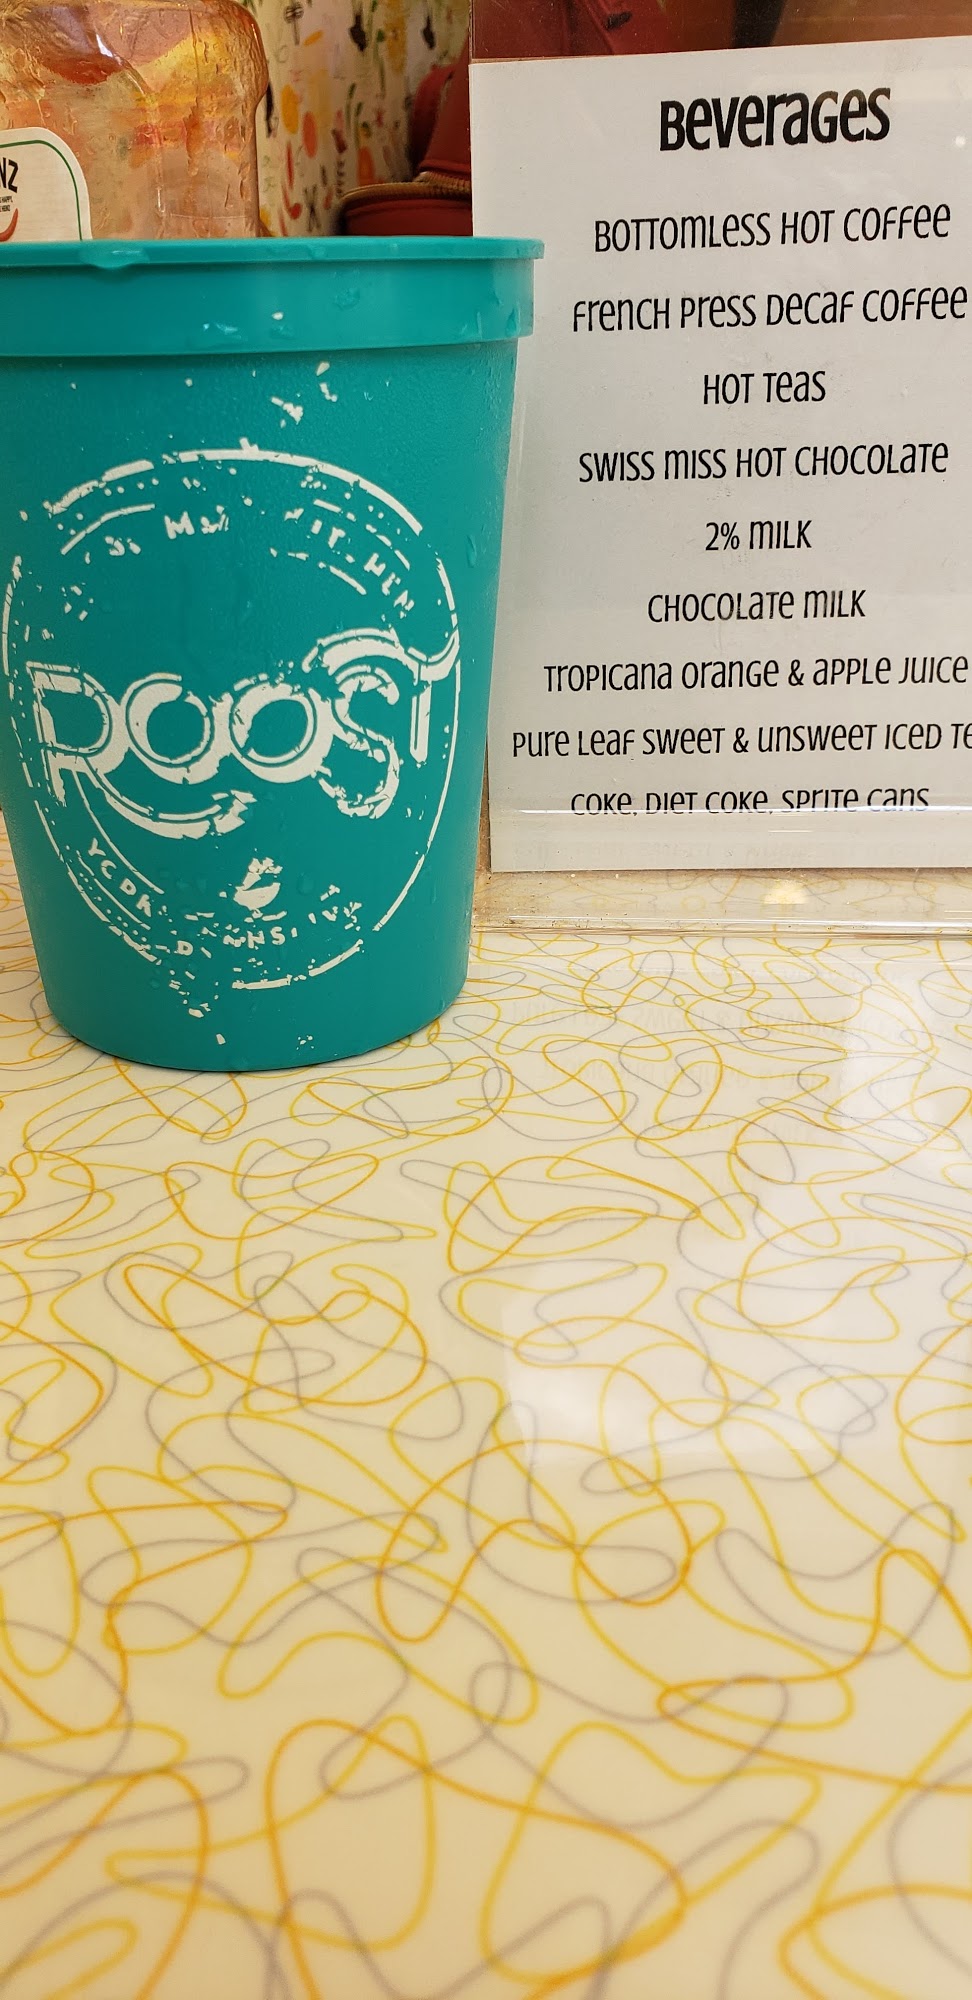 Beverages
BOTTOMLESS HOT COFFEE
FRENCH PRESS DECAF COFFEE
HOT TEAS
SWISS MISS HOT CHOCOLATE
2% MILK
CHOCOLATE MILK
TROPICANA ORANGE & APPLE JUICE
PURE LEAF SWEET & UNSWEET ICED TE
COKE, DIET COKE, SPRITE CANS
ROOST